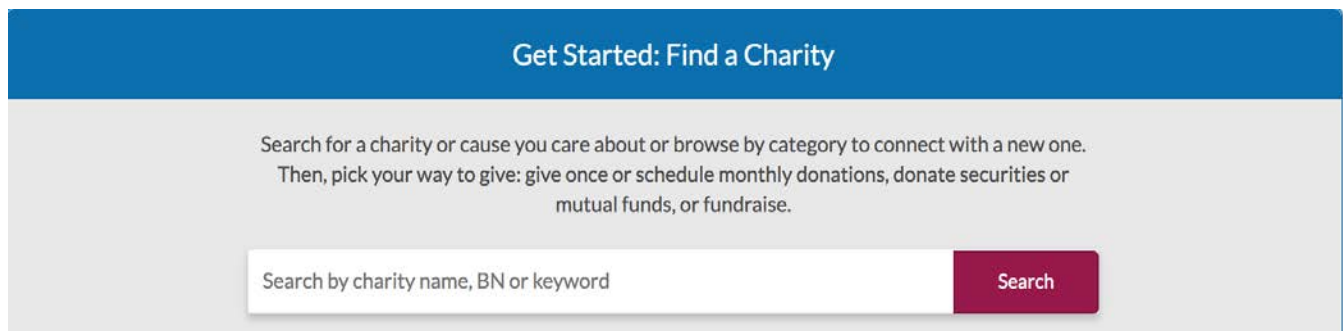 Get Started: Find a Charity
Search for a charity or cause you care about or browse by category to connect with a new one.
Then, pick your way to give: give once or schedule monthly donations, donate securities or
mutual funds, or fundraise.
Search by charity name, BN or keyword
Search